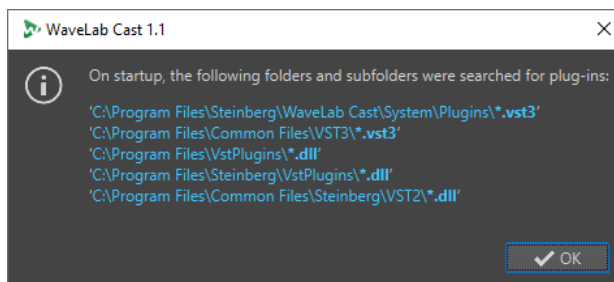 WaveLab Cast 1.1
On startup, the following folders and subfolders were searched for plug-ins:
'C:\Program Files\Steinberg\WaveLab Cast\System\Plugins\*.vst3'
'C:\Program Files\Common Files\VST3\*.vst3'
'C:\Program Files\VstPlugins\*.dll'
'C:\Program Files\Steinberg\VstPlugins\*.dll'
'C:\Program Files\Common Files\Steinberg\VST2\*.dll'
OK